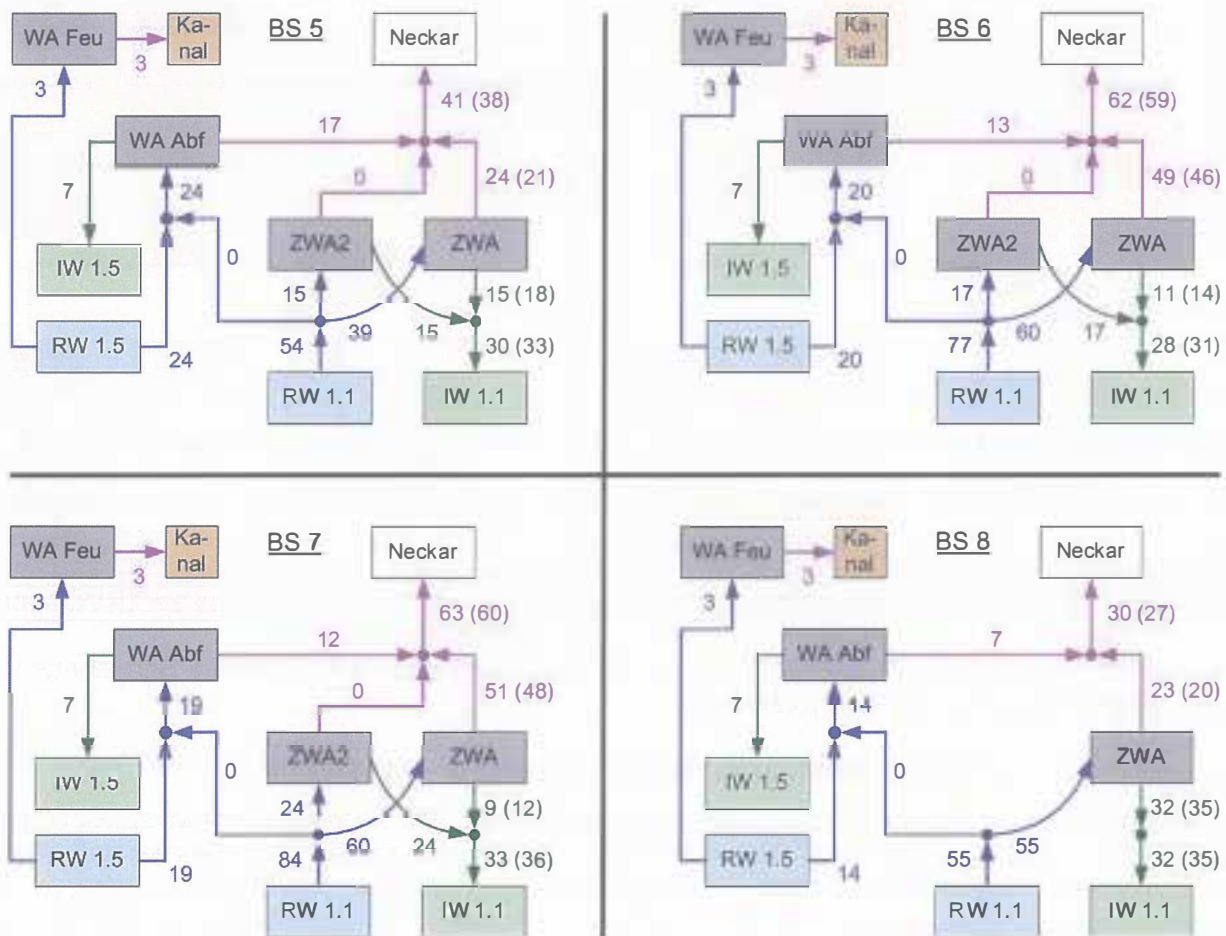 BS 5
WA Feu
Ka-
nal
3
3
Neckar
41 (38)
WA Abf
17
24 (21)
7
24
0
ZWA2
ZWA
IW 1.5
0
15
15 (18)
RW 1.5
24
54
39
15
30 (33)
RW 1.1
IW 1.1
BS 6
WA Feu
Ka-
nal
3
3
Neckar
62 (59)
WA Abf
13
49 (46)
7
20
0
ZWA2
ZWA
IW 1.5
0
17
11 (14)
RW 1.5
20
77
60
17
28 (31)
RW 1.1
IW 1.1
BS 7
WA Feu
Ka-
nal
3
3
Neckar
63 (60)
WA Abf
12
51 (48)
7
19
0
ZWA2
ZWA
IW 1.5
0
24
9 (12)
RW 1.5
19
84
60
24
33 (36)
RW 1.1
IW 1.1
BS 8
WA Feu
Ka-
nal
3
3
Neckar
30 (27)
WA Abf
7
23 (20)
7
14
ZWA
IW 1.5
0
32 (35)
RW 1.5
14
55
55
32 (35)
RW 1.1
IW 1.1